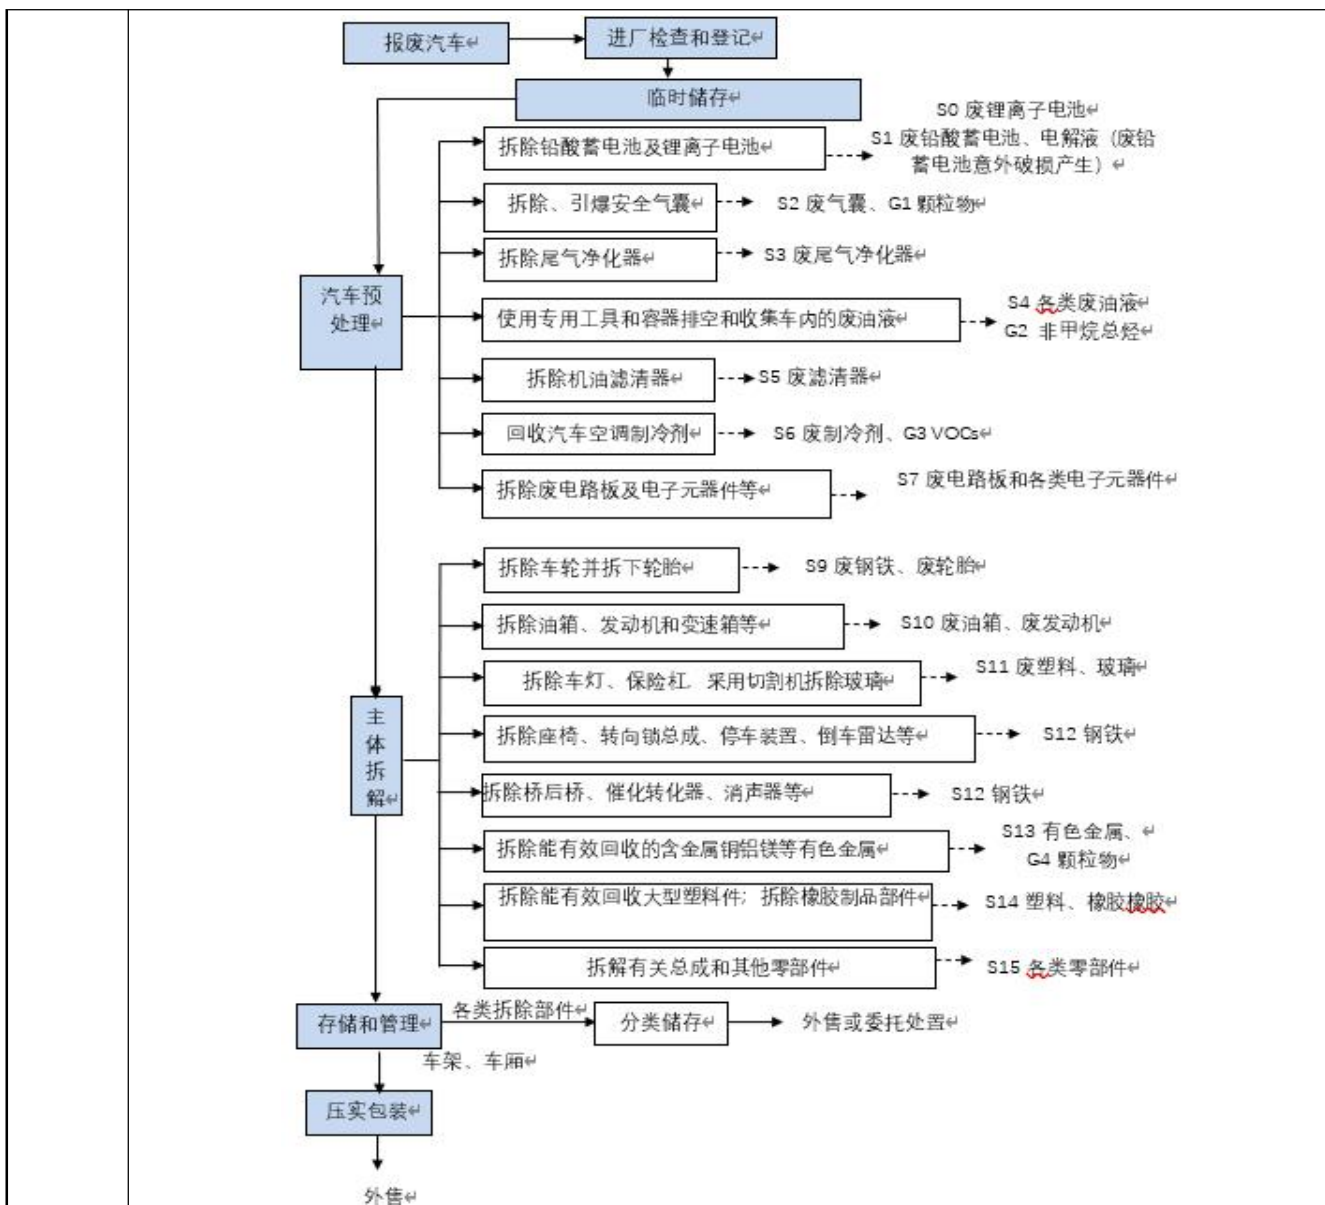 报废汽车
进厂检查和登记
临时储存
S0 废锂离子电池
拆除铅酸蓄电池及锂离子电池
S1 废铅酸蓄电池、电解液（废铅
蓄电池意外破损产生）
拆除、引爆安全气囊
S2 废气囊、G1 颗粒物
拆除尾气净化器
S3 废尾气净化器
汽车预
处理
使用专用工具和容器排空和收集车内的废油液
S4 各类废油液
G2 非甲烷总烃
拆除机油滤清器
S5 废滤清器
回收汽车空调制冷剂
S6 废制冷剂、G3 VOCs
拆除废电路板及电子元器件等
S7 废电路板和各类电子元器件
拆除车轮并拆下轮胎
S9 废钢铁、废轮胎
拆除油箱、发动机和变速箱等
S10 废油箱、废发动机
拆除车灯、保险杠，采用切割机拆除玻璃
S11 废塑料、玻璃
主
体
拆
解
拆除座椅、转向锁总成、停车装置、倒车雷达等
S12 钢铁
拆除桥后桥、催化转化器、消声器等
S12 钢铁
拆除能有效回收的含金属铜铝镁等有色金属
S13 有色金属、
G4 颗粒物
拆除能有效回收大型塑料件；拆除橡胶制品部件
S14 塑料、橡胶橡胶
拆解有关总成和其他零部件
S15 各类零部件
存储和管理
各类拆除部件
分类储存
外售或委托处置
车架、车厢
压实包装
外售